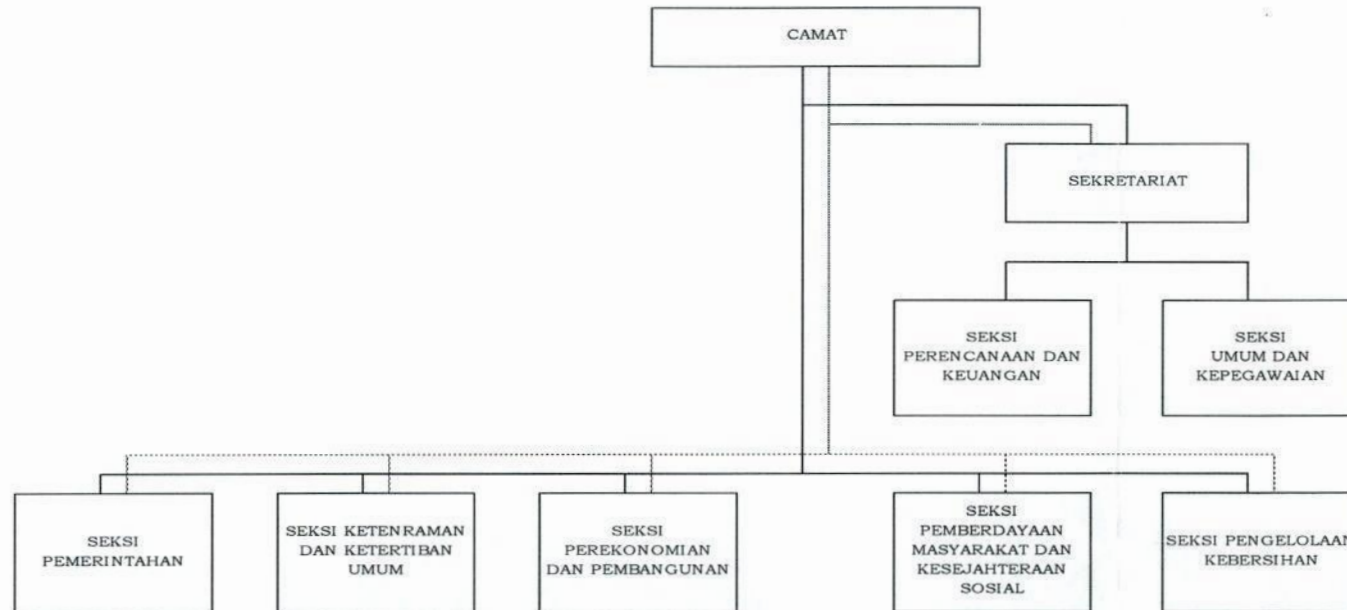 CAMAT
SEKRETARIAT
SEKSI
PERENCANAAN DAN
KEUANGAN
SEKSI
UMUM DAN
KEPEGAWAIAN
SEKSI
PEMERINTAHAN
SEKSI KETENRAMAN
DAN KETERTIBAN
UMUM
SEKSI
PEREKONOMIAN
DAN PEMBANGUNAN
SEKSI
PEMBERDAYAAN
MASYARAKAT DAN
KESEJAHTERAAN
SOSIAL
SEKSI PENGELOLAAN
KEBERSIHAN